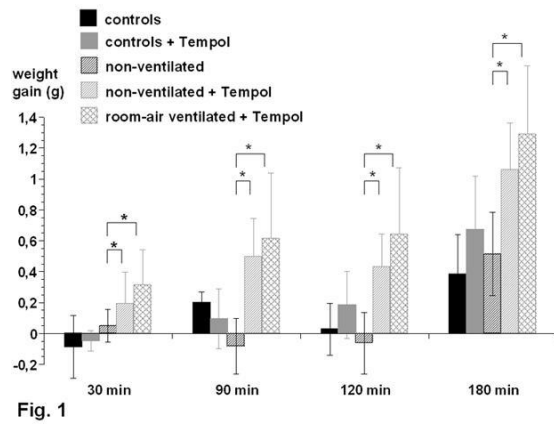 controls
controls + Tempol
non-ventilated
non-ventilated + Tempol
room-air ventilated + Tempol
weight
gain (g)
1,4
1,2
1
0,8
0,6
0,4
0,2
0
-0,2
* *
* *
* *
* *
30 min 90 min 120 min 180 min
Fig. 1